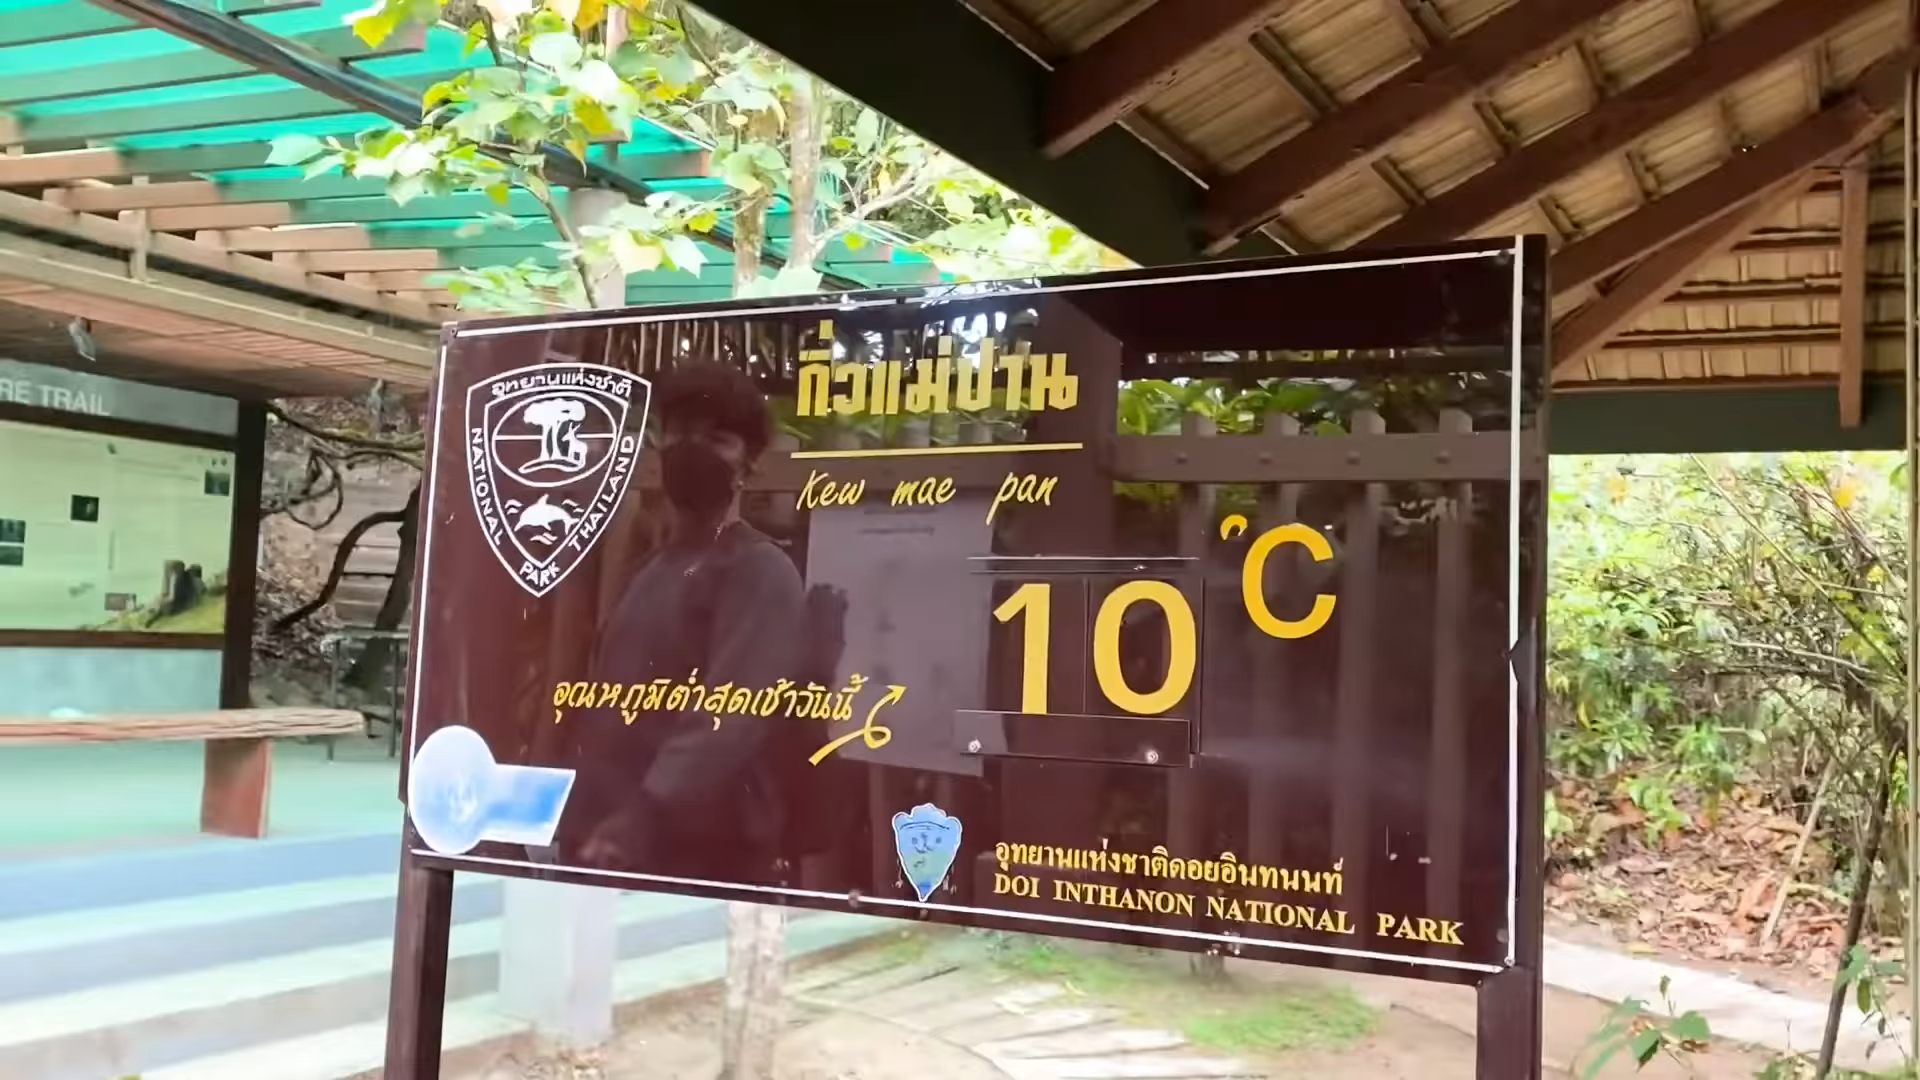 RE TRAIL
อุทยานแห่งชาติ
NATIONAL PARK THAILAND
กิ่วแม่ปาน
Kew mae pan
10 °C
อุณหภูมิต่ำสุดเช้าวันนี้
อุทยานแห่งชาติดอยอินทนนท์
DOI INTHANON NATIONAL PARK